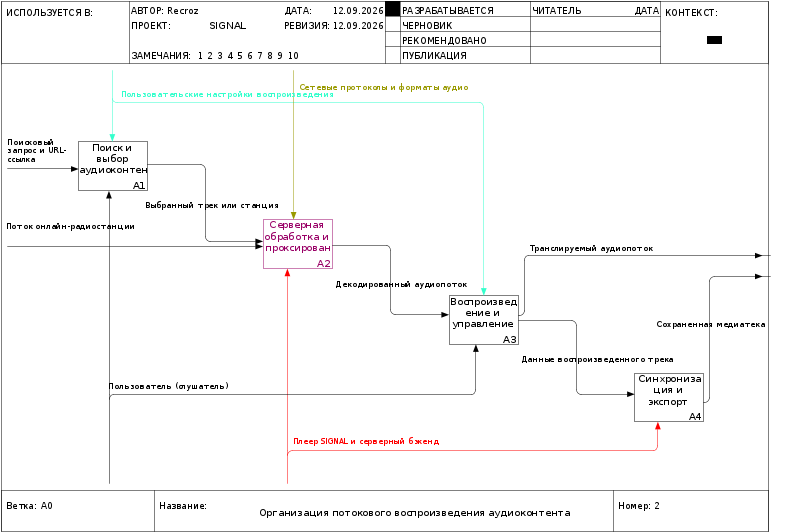 ИСПОЛЬЗУЕТСЯ В:
АВТОР: Recroz
ДАТА: 12.09.2026
РАЗРАБАТЫВАЕТСЯ
ЧИТАТЕЛЬ
ДАТА
КОНТЕКСТ:
ПРОЕКТ: SIGNAL
РЕВИЗИЯ: 12.09.2026
ЧЕРНОВИК
РЕКОМЕНДОВАНО
ЗАМЕЧАНИЯ: 1 2 3 4 5 6 7 8 9 10
ПУБЛИКАЦИЯ
Сетевые протоколы и форматы аудио
Пользовательские настройки воспроизведения
Поисковый
запрос и URL-
ссылка
Поиск и
выбор
аудиоконтен
A1
Выбранный трек или станция
Поток онлайн-радиостанции
Серверная
обработка и
проксирован
A2
Транслируемый аудиопоток
Декодированный аудиопоток
Воспроизвед
ение и
управление
A3
Сохраненная медиатека
Данные воспроизведенного трека
Синхрониза
ция и
экспорт
A4
Пользователь (слушатель)
Плеер SIGNAL и серверный бэкенд
Ветка: A0
Название:
Организация потокового воспроизведения аудиоконтента
Номер: 2